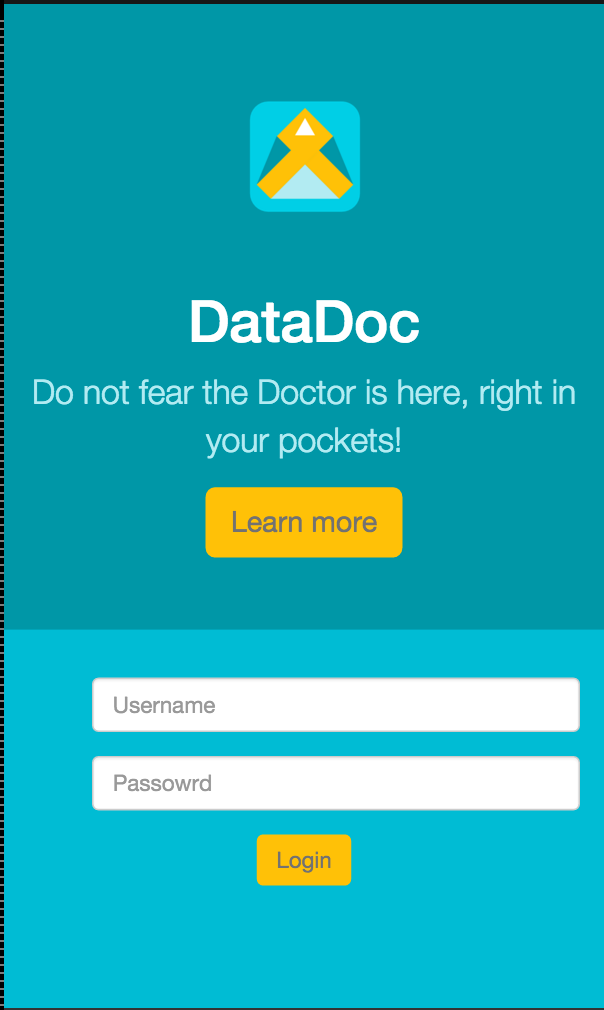 DataDoc
Do not fear the Doctor is here, right in
your pockets!
Learn more
Username
Passowrd
Login